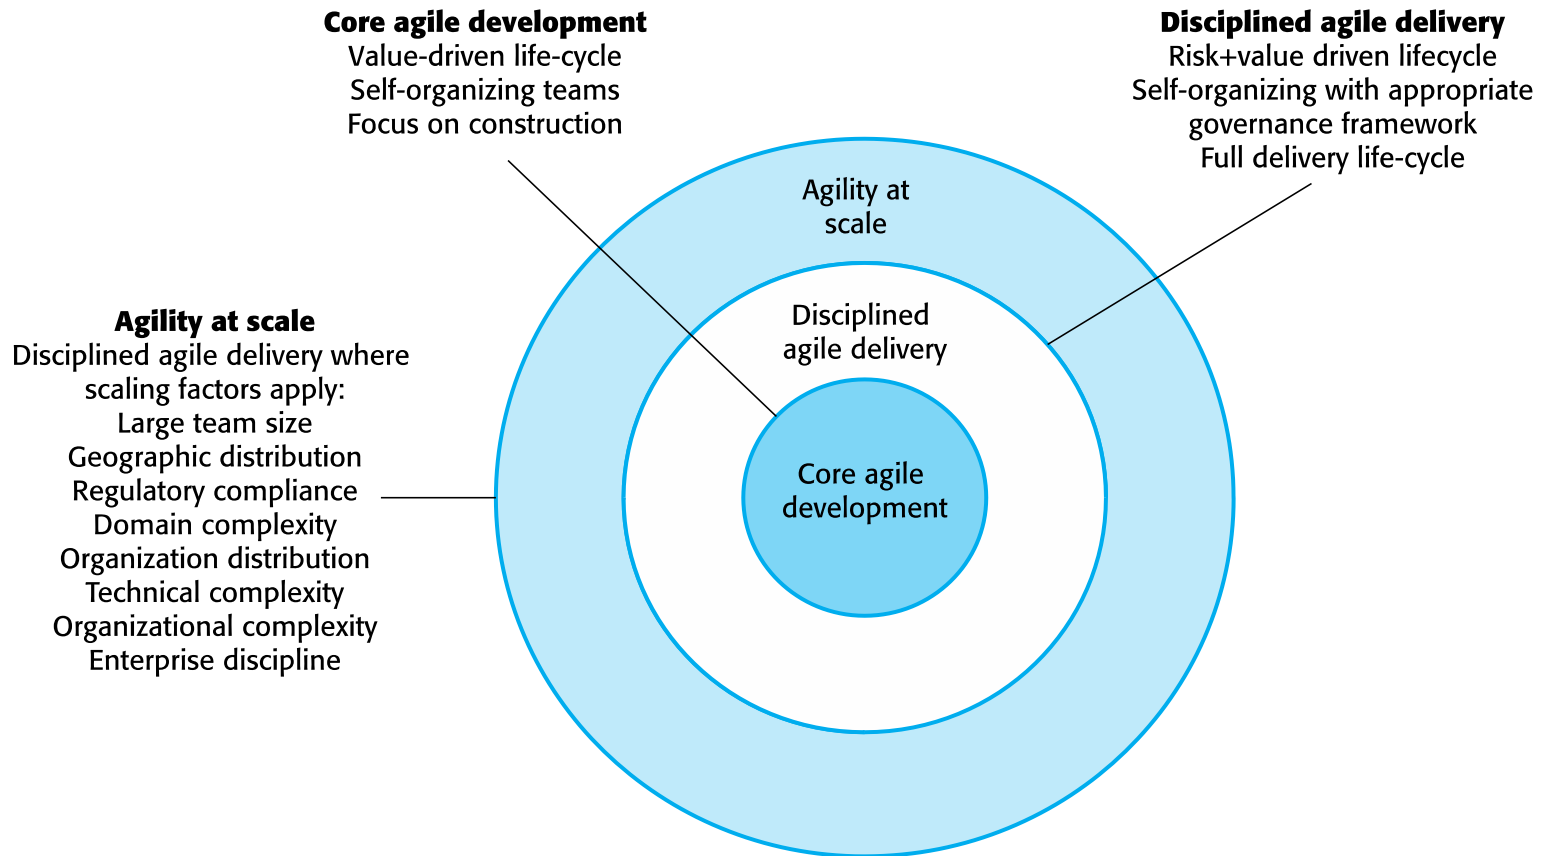 Core agile development
Value-driven life-cycle
Self-organizing teams
Focus on construction
Disciplined agile delivery
Risk+value driven lifecycle
Self-organizing with appropriate
governance framework
Full delivery life-cycle
Agility at scale
Disciplined agile delivery where
scaling factors apply:
Large team size
Geographic distribution
Regulatory compliance
Domain complexity
Organization distribution
Technical complexity
Organizational complexity
Enterprise discipline
Agility at
scale
Disciplined
agile delivery
Core agile
development